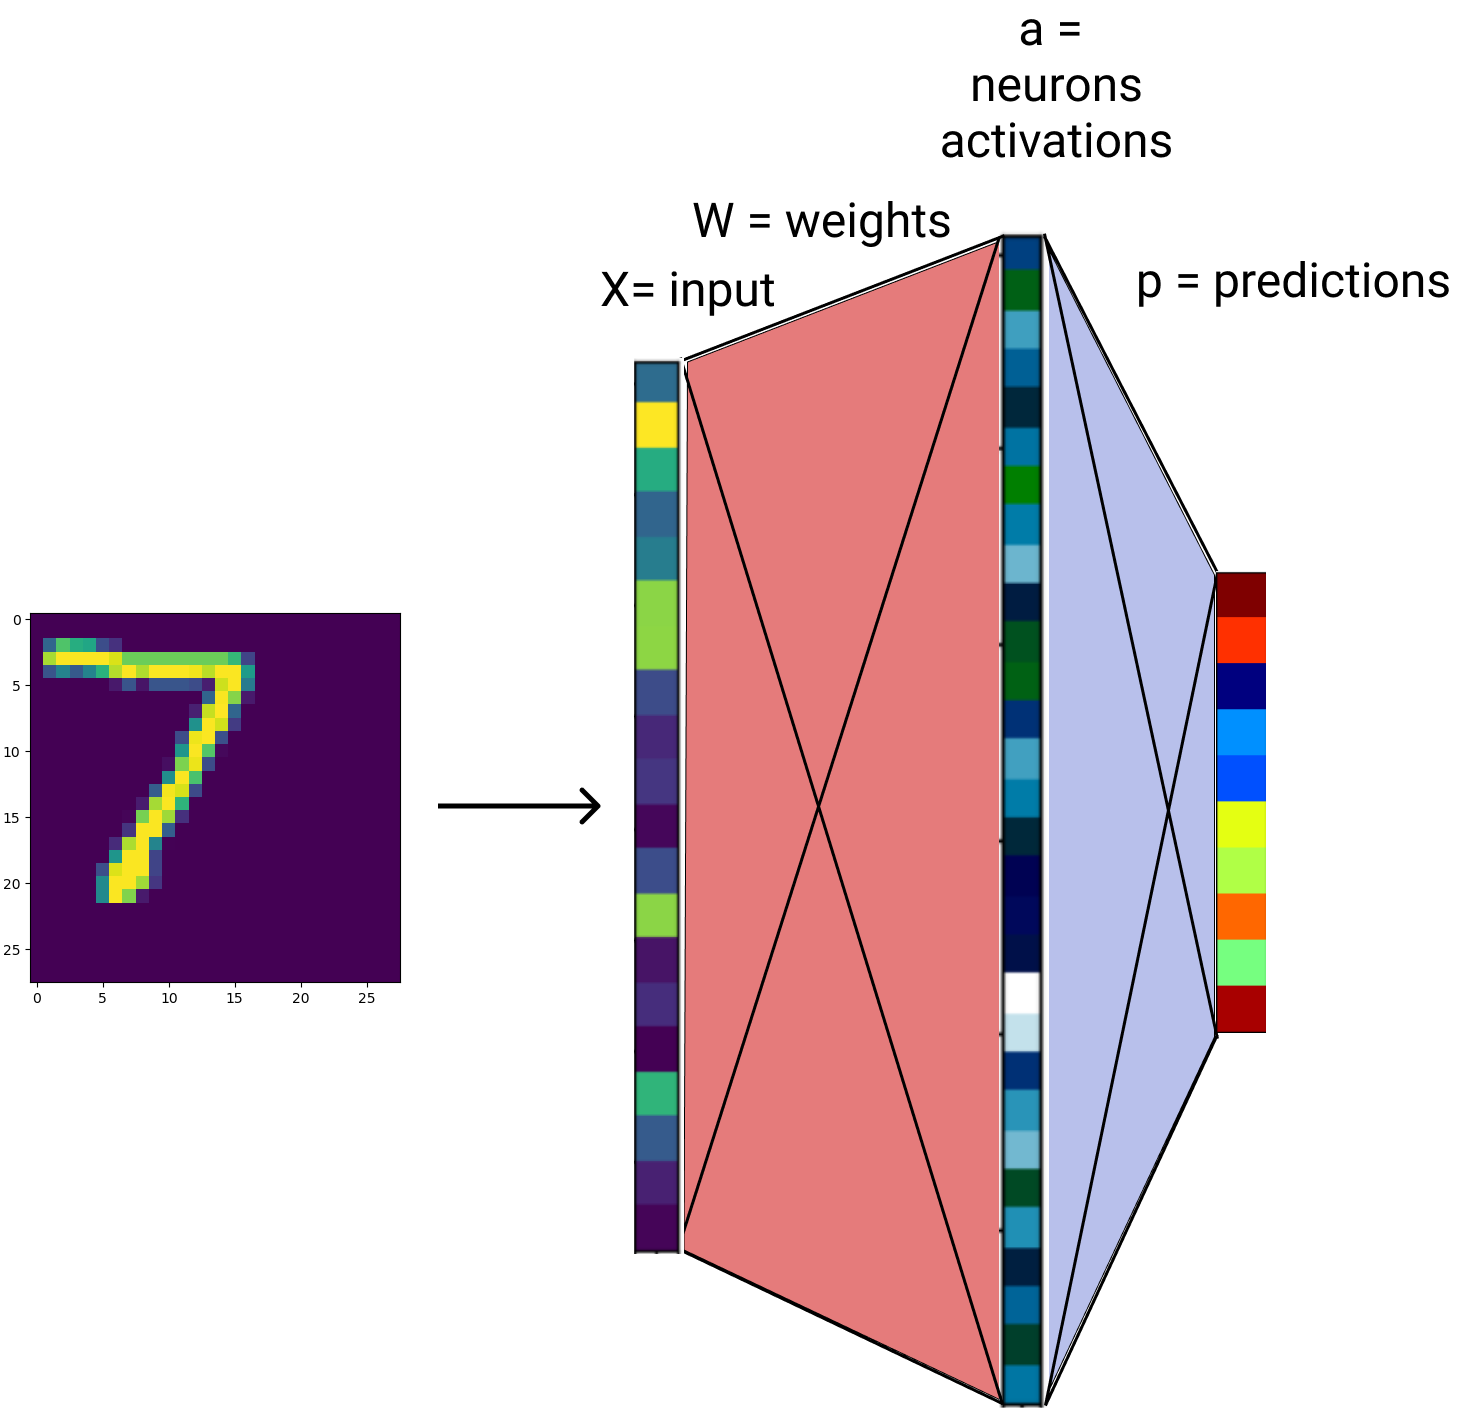 a =
neurons
activations
W = weights
X= input
p = predictions
0
5
10
15
20
25
0 5 10 15 20 25